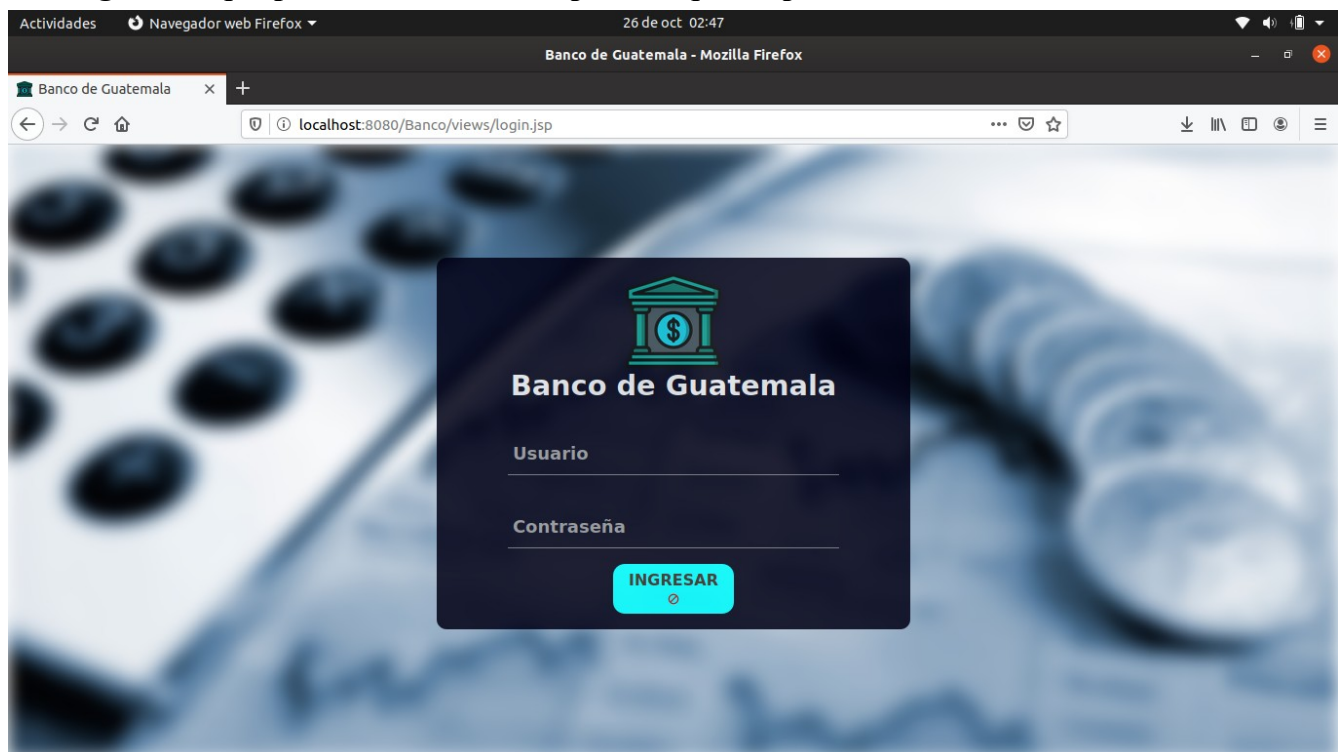 Actividades Navegador web Firefox 26 de oct 02:47
Banco de Guatemala - Mozilla Firefox
Banco de Guatemala
localhost:8080/Banco/views/login.jsp
Banco de Guatemala
Usuario
Contraseña
INGRESAR